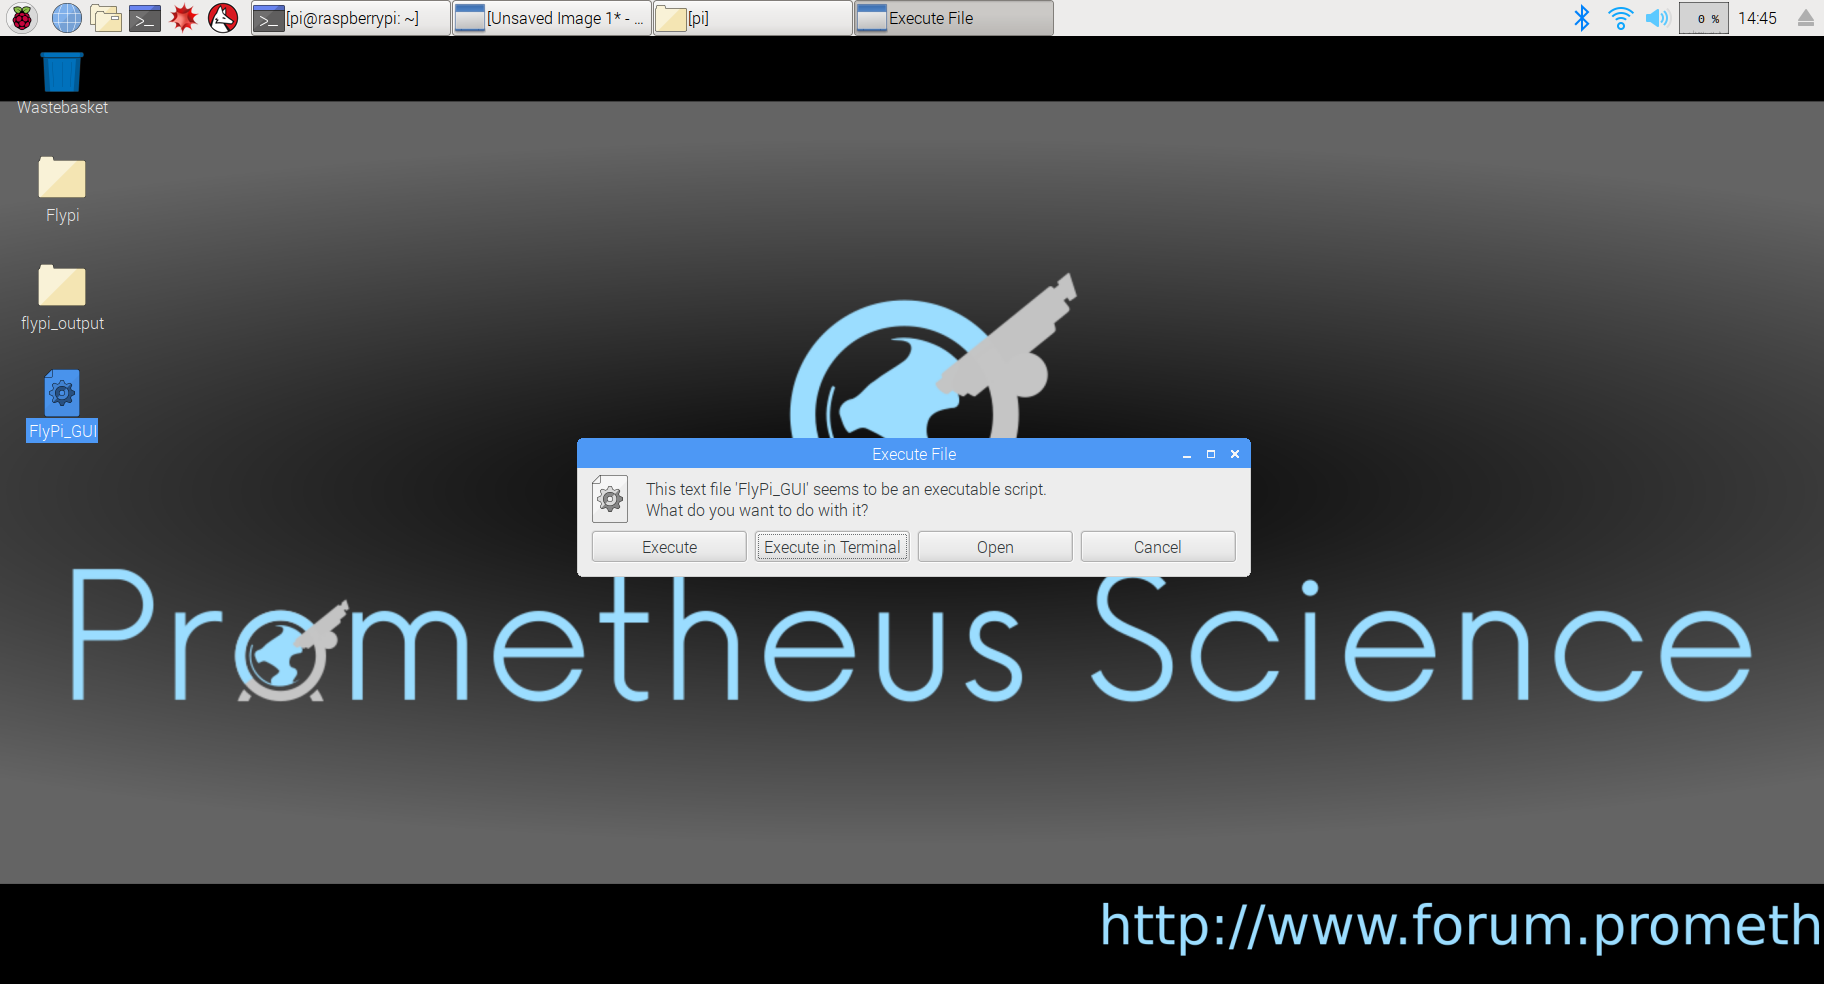 [pi@raspberrypi: ~]
[Unsaved Image 1* - ...
[pi]
Execute File
0 %
14:45
Wastebasket
Flypi
flypi_output
FlyPi_GUI
Execute File
This text file 'FlyPi_GUI' seems to be an executable script.
What do you want to do with it?
Execute
Execute in Terminal
Open
Cancel
Prometheus Science
http://www.forum.prometh